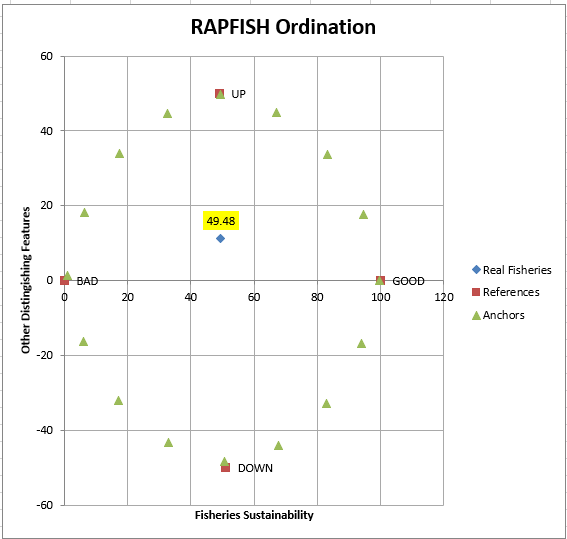 RAPFISH Ordination
60
UP
40
20
49.48
Other Distingishing Features
0
BAD
GOOD
0 20 40 60 80 100 120
-20
-40
DOWN
-60
Fisheries Sustainability
Real Fisheries
References
Anchors